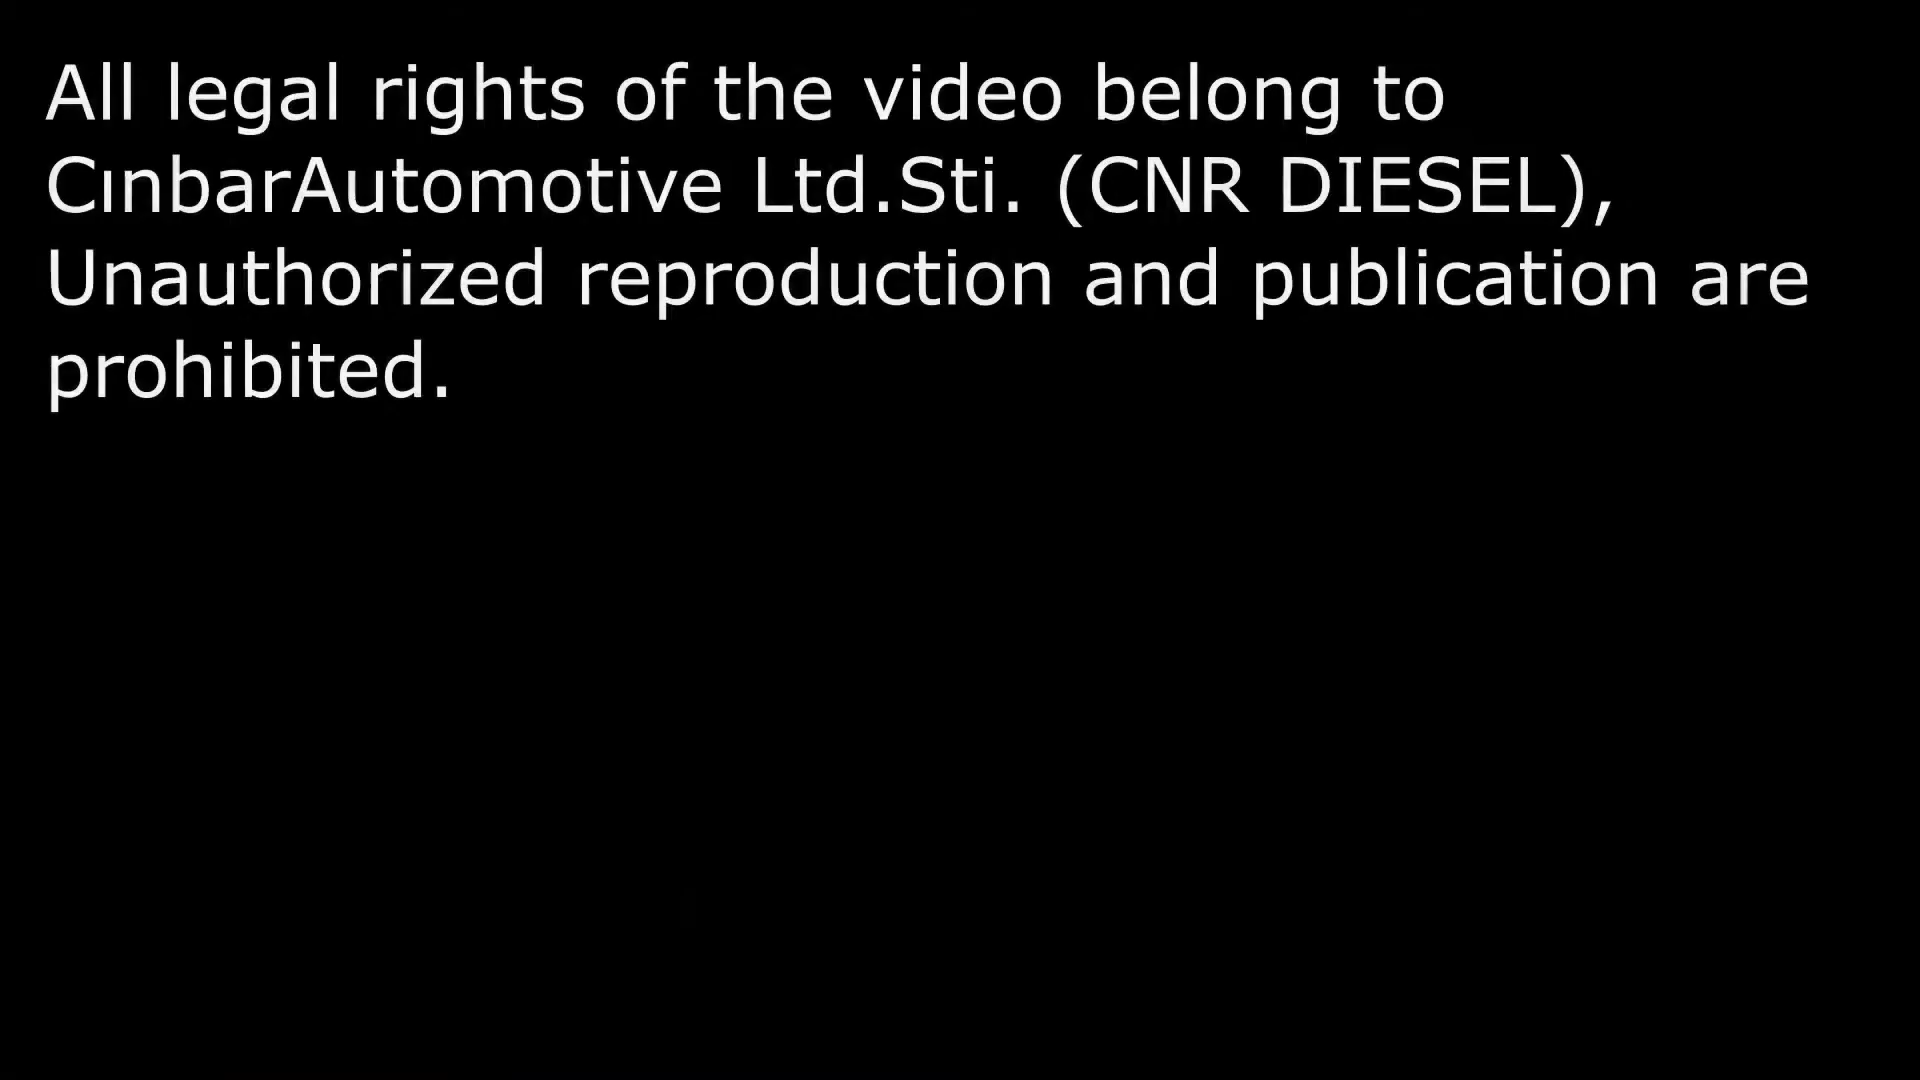 All legal rights of the video belong to
CınbarAutomotive Ltd.Sti. (CNR DIESEL),
Unauthorized reproduction and publication are
prohibited.